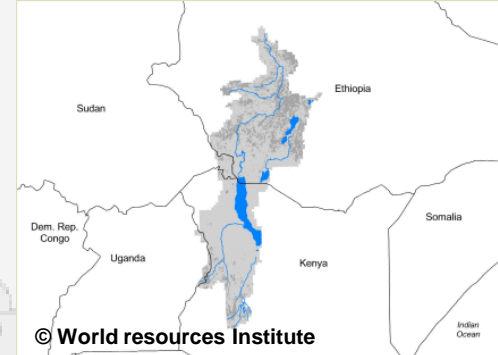 Ethiopia
Sudan
Somalia
Dem. Rep.
Congo
Uganda
Kenya
Indian
Ocean
© World resources Institute